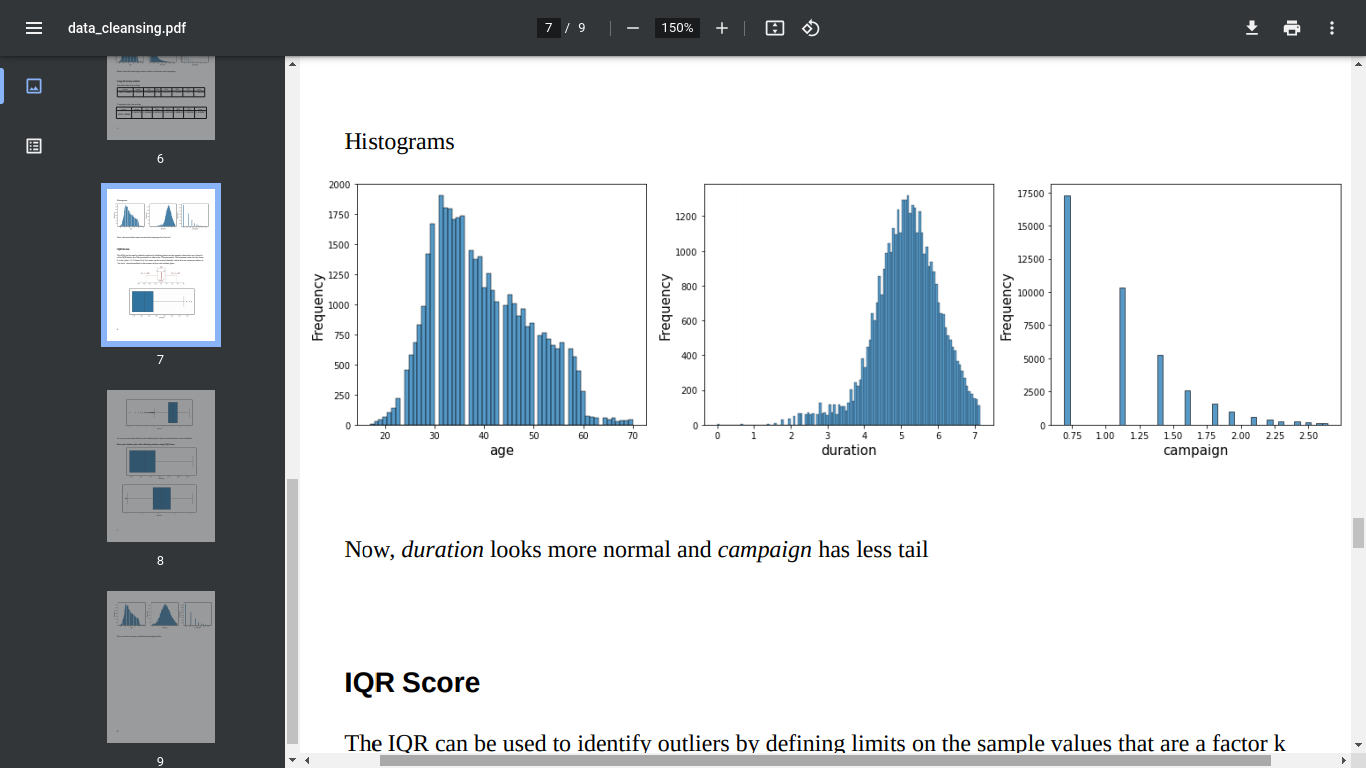 data_cleansing.pdf
7 / 9
150%
6
7
8
9
Histograms
2000
1750
1500
1250
1000
750
500
250
0
Frequency
20 30 40 50 60 70
age
1200
1000
800
600
400
200
0
Frequency
0 1 2 3 4 5 6 7
duration
17500
15000
12500
10000
7500
5000
2500
0
Frequency
0.75 1.00 1.25 1.50 1.75 2.00 2.25 2.50
campaign
Now, duration looks more normal and campaign has less tail
IQR Score
The IQR can be used to identify outliers by defining limits on the sample values that are a factor k